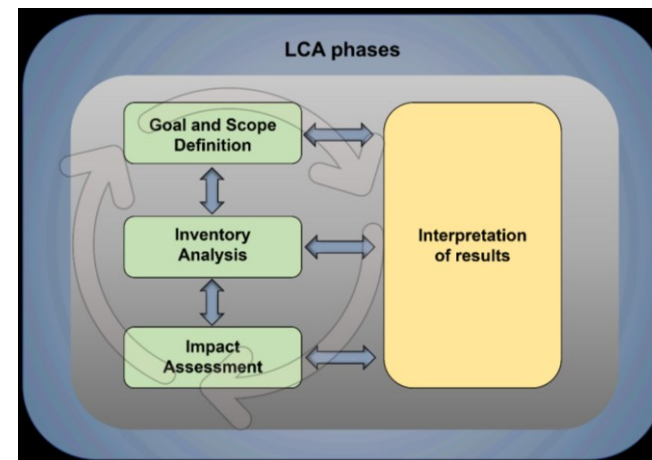 LCA phases
Goal and Scope
Definition
Inventory
Analysis
Impact
Assessment
Interpretation
of results